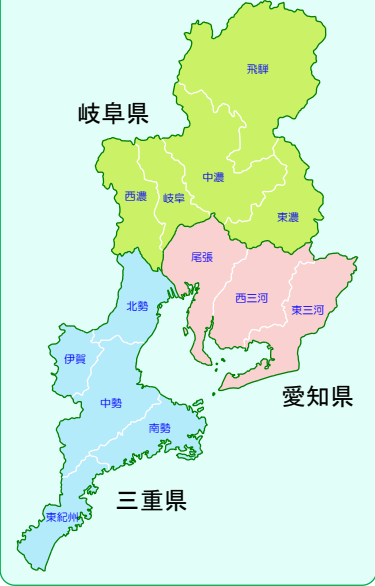 飛騨
岐阜県
中濃
西濃
岐阜
東濃
尾張
西三河
東三河
北勢
伊賀
愛知県
中勢
南勢
三重県
東紀州